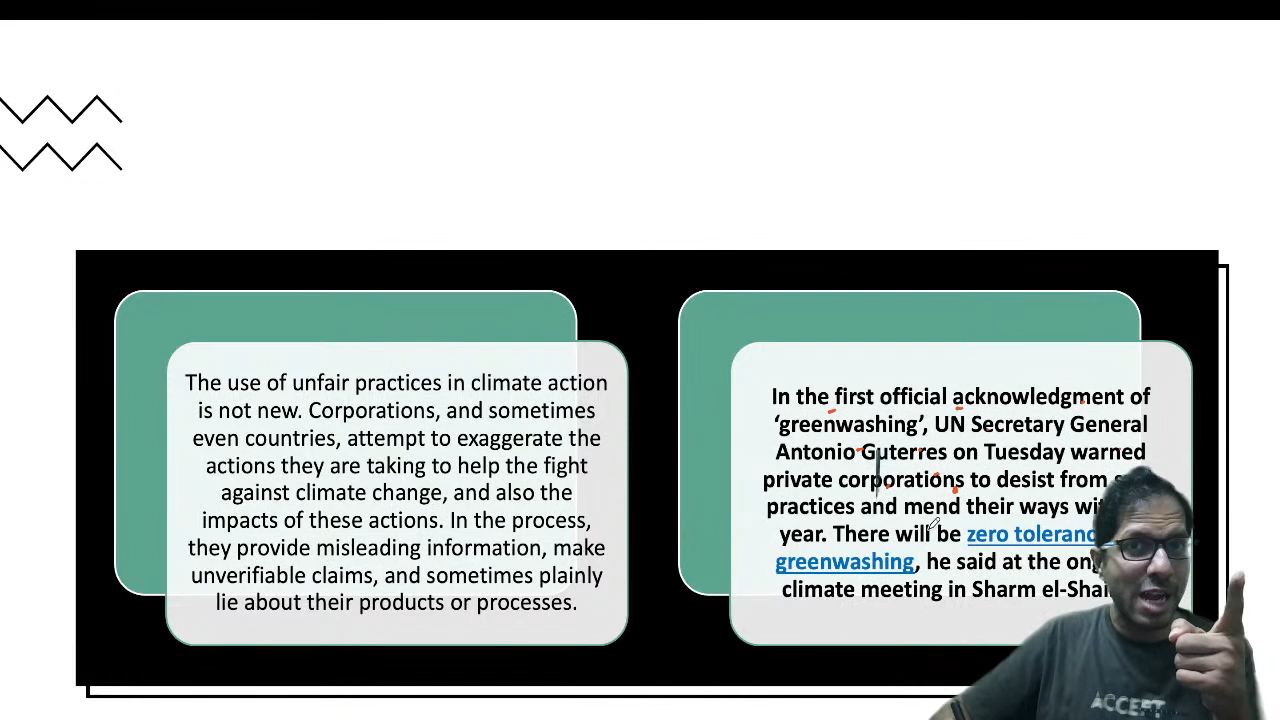 The use of unfair practices in climate action
is not new. Corporations, and sometimes
even countries, attempt to exaggerate the
actions they are taking to help the fight
against climate change, and also the
impacts of these actions. In the process,
they provide misleading information, make
unverifiable claims, and sometimes plainly
lie about their products or processes.
In the first official acknowledgment of
‘greenwashing’, UN Secretary General
Antonio Guterres on Tuesday warned
private corporations to desist from
practices and mend their ways
year. There will be zero
greenwashing, he said at the
climate meeting in Sharm
ACCEPT